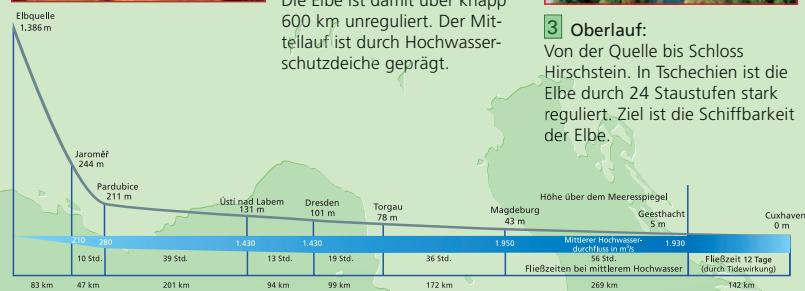 Die Elbe ist damit über knapp
600 km unreguliert. Der Mit-
tellauf ist durch Hochwasser-
schutzdeiche geprägt.
3 Oberlauf:
Von der Quelle bis Schloss
Hirschstein. In Tschechien ist die
Elbe durch 24 Staustufen stark
reguliert. Ziel ist die Schiffbarkeit
der Elbe.
Elbquelle
1,386 m
Jaroměř
244 m
Pardubice
211 m
Ústí nad Labem
131 m
Dresden
101 m
Torgau
78 m
Magdeburg
43 m
Höhe über dem Meeresspiegel
Geesthacht
5 m
Cuxhaven
0 m
210 280 1.430 1.430 1.950 Mittlerer Hochwasser-
durchfluss in m³/s 1.930
10 Std. 39 Std. 13 Std. 19 Std. 36 Std. 56 Std. Fließzeit 12 Tage
Fließzeiten bei mittlerem Hochwasser (durch Tidewirkung)
83 km 47 km 201 km 94 km 99 km 172 km 269 km 142 km